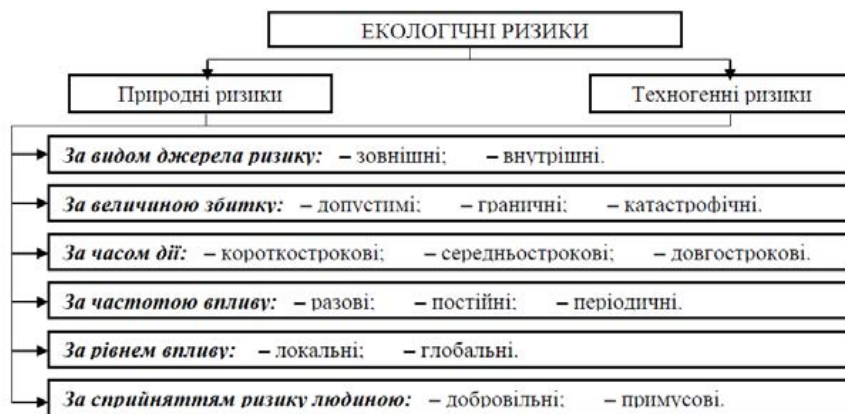 ЕКОЛОГІЧНІ РИЗИКИ
Природні ризики
Техногенні ризики
За видом джерела ризику: – зовнішні; – внутрішні.
За величиною збитку: – допустимі; – граничні; – катастрофічні.
За часом дії: – короткострокові; – середньострокові; – довгострокові.
За частотою впливу: – разові; – постійні; – періодичні.
За рівнем впливу: – локальні; – глобальні.
За сприйняттям ризику людиною: – добровільні; – примусові.